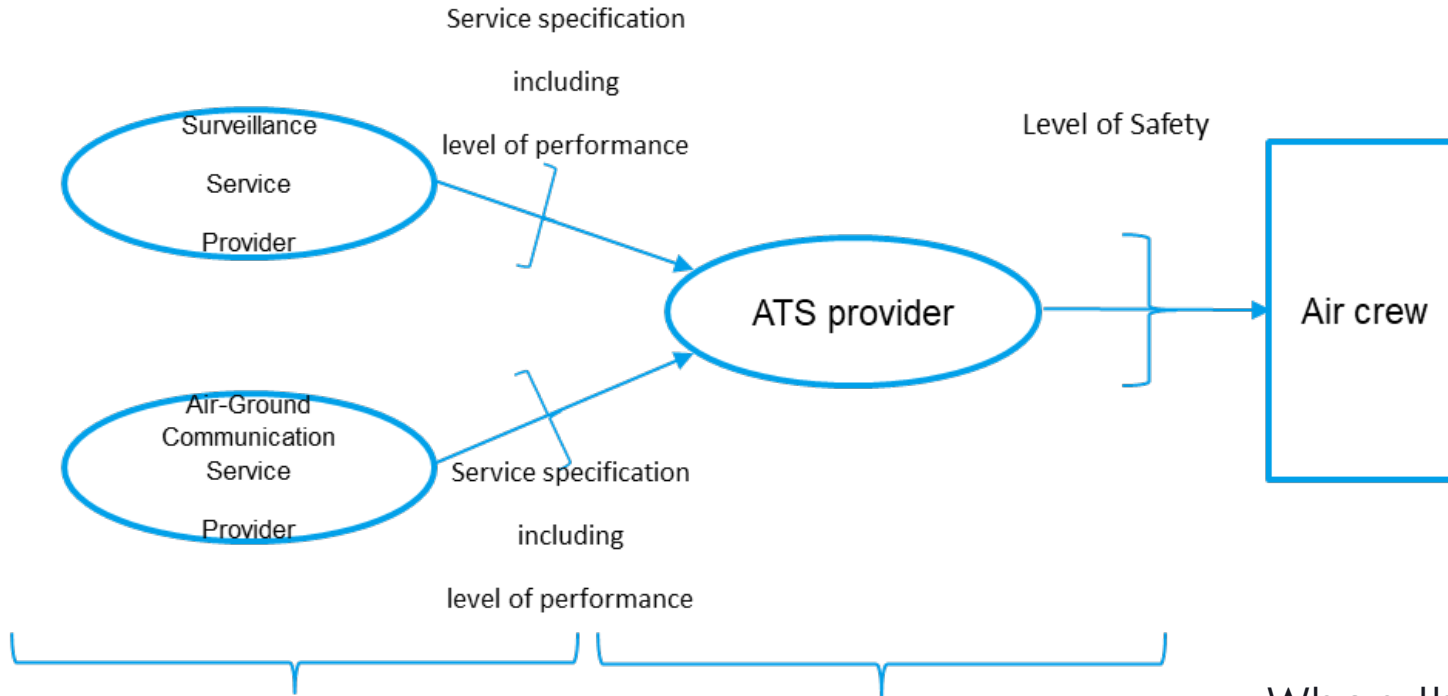 Service specification
including
level of performance
Surveillance
Service
Provider
Level of Safety
ATS provider
Air crew
Air-Ground
Communication
Service
Provider
Service specification
including
level of performance